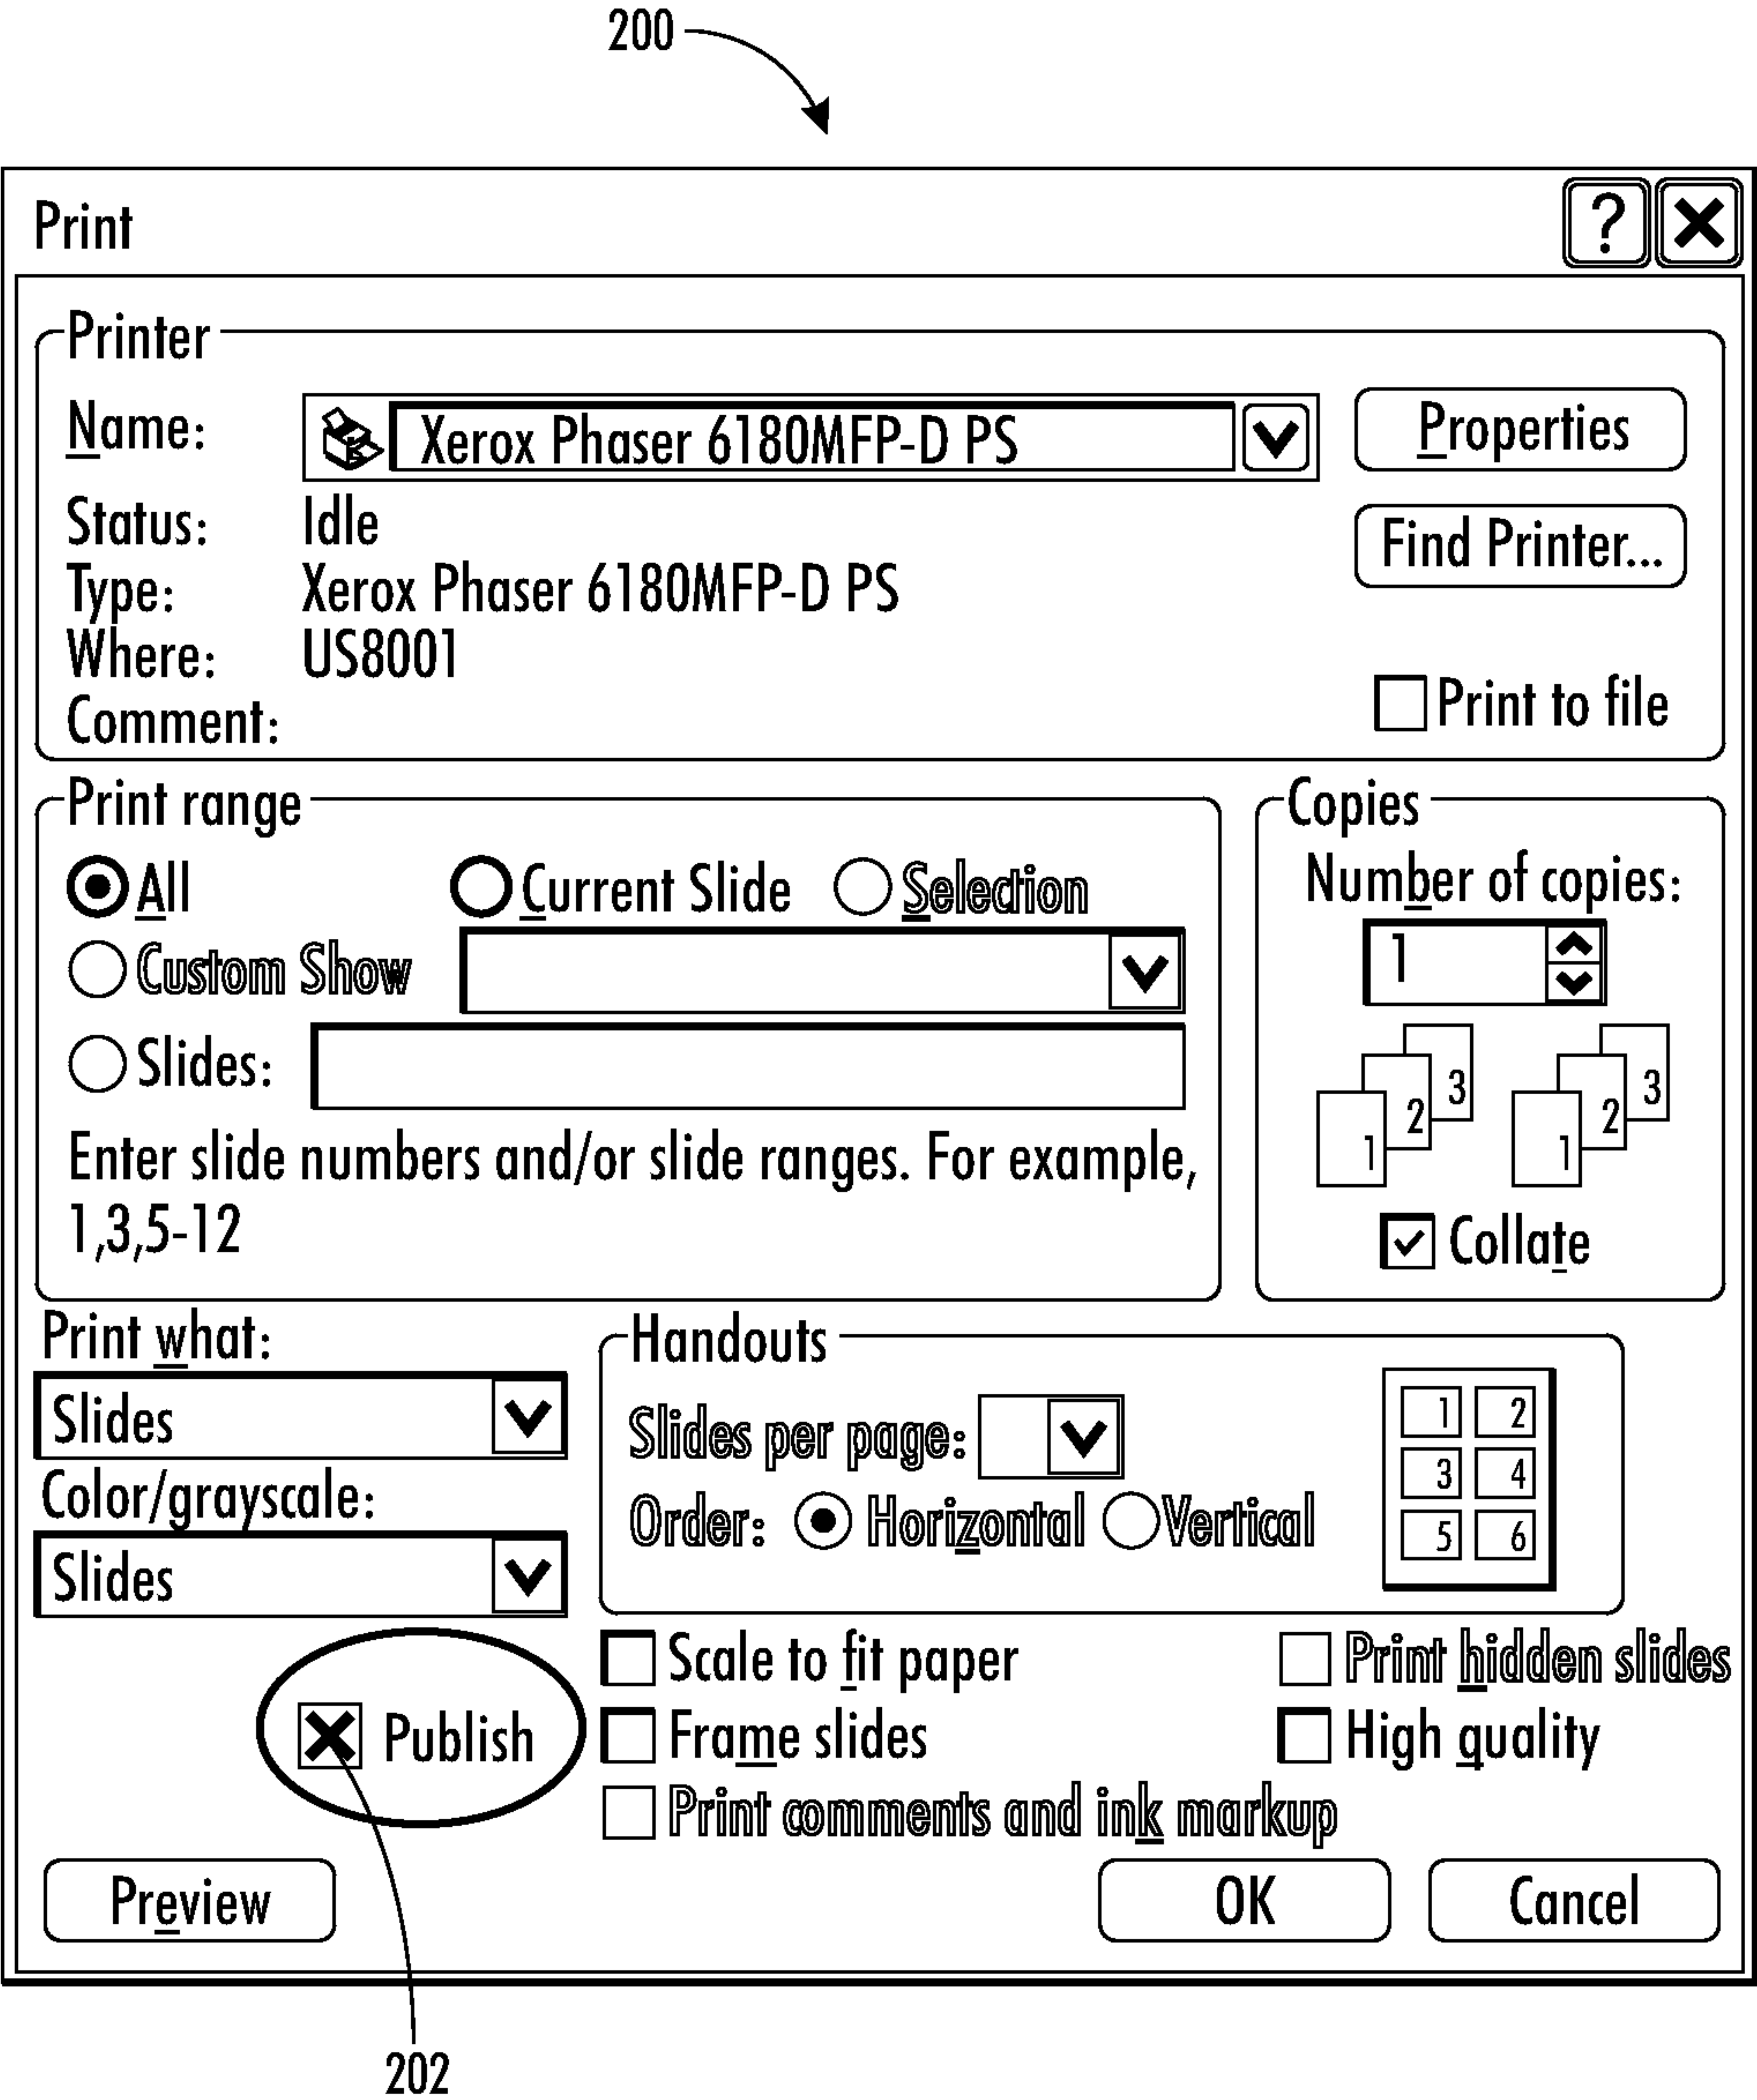 200
Print ?
Printer
Name: Xerox Phaser 6180MFP-D PS Properties
Status: Idle Find Printer...
Type: Xerox Phaser 6180MFP-D PS
Where: US8001
Comment: Print to file
Print range
All Current Slide Selection
Custom Show
Slides:
Enter slide numbers and/or slide ranges. For example,
1,3,5-12
Copies
Number of copies:
1
1 2 3 1 2 3
Collate
Print what:
Slides
Color/grayscale:
Slides
Handouts
Slides per page:
Order: Horizontal Vertical
1 2
3 4
5 6
Publish
Scale to fit paper Print hidden slides
Frame slides High quality
Print comments and ink markup
Preview OK Cancel
202